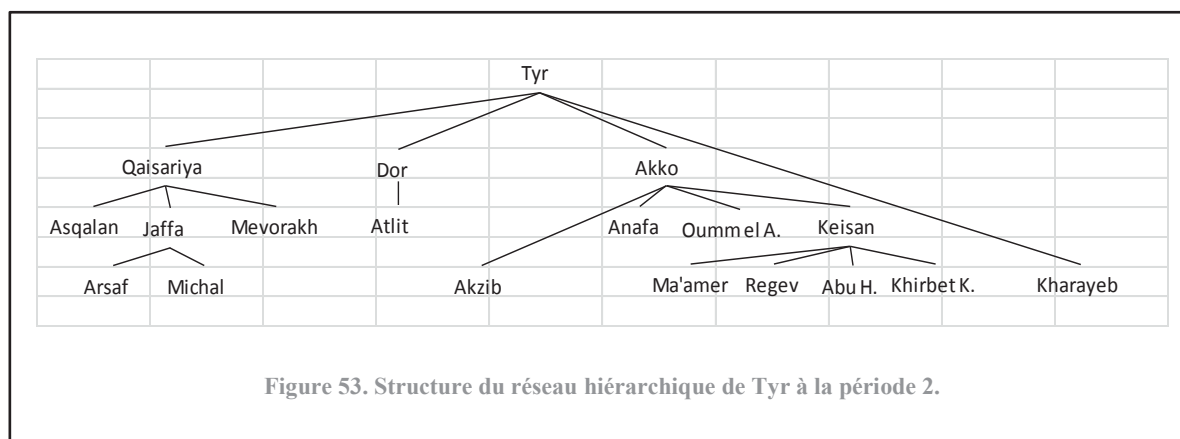 Tyr
Qaisariya Dor Akko
Asqalan Jaffa Mevorakh Atlit Anafa Oumm el A. Keisan
Arsaf Michal Akzib Ma'amer Regev Abu H. Khirbet K. Kharayeb
Figure 53. Structure du réseau hiérarchique de Tyr à la période 2.